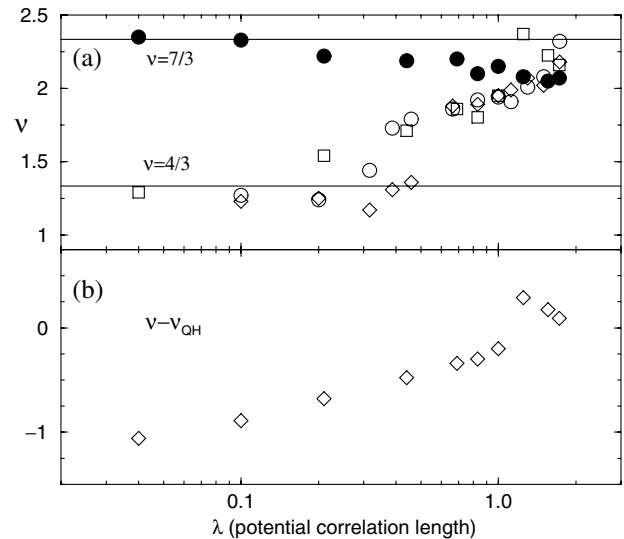 (a)
ν=7/3
ν=4/3
ν
2.5
2
1.5
1
(b)
ν−ν_QH
0
−1
0.1
1.0
λ (potential correlation length)